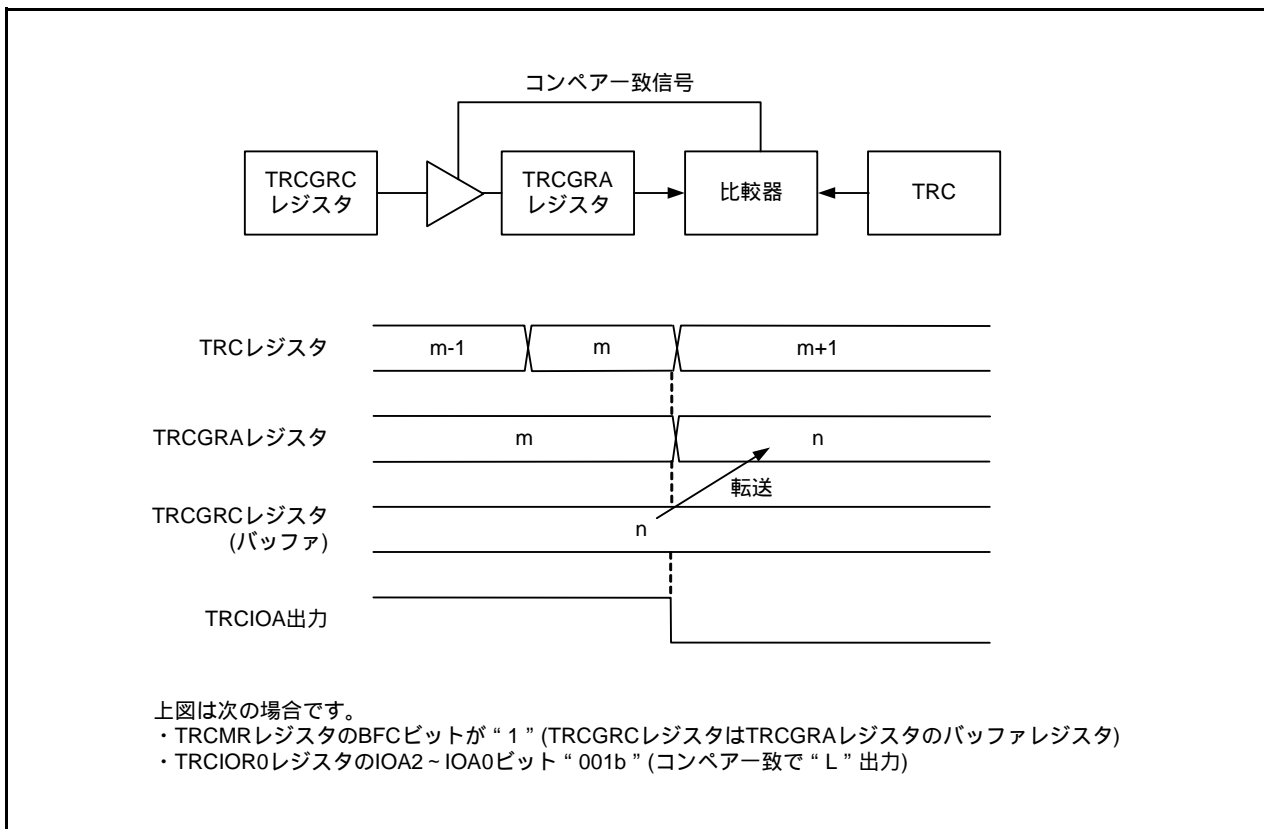 コンペア一致信号
TRCGRC
レジスタ
TRCGRA
レジスタ
比較器
TRC
TRCレジスタ
m-1
m
m+1
TRCGRAレジスタ
m
n
転送
TRCGRCレジスタ
(バッファ)
n
TRCIOA出力
上図は次の場合です。
・TRCMRレジスタのBFCビットが“1”(TRCGRCレジスタはTRCGRAレジスタのバッファレジスタ)
・TRCIOR0レジスタのIOA2~IOA0ビット“001b”(コンペア一致で“L”出力)